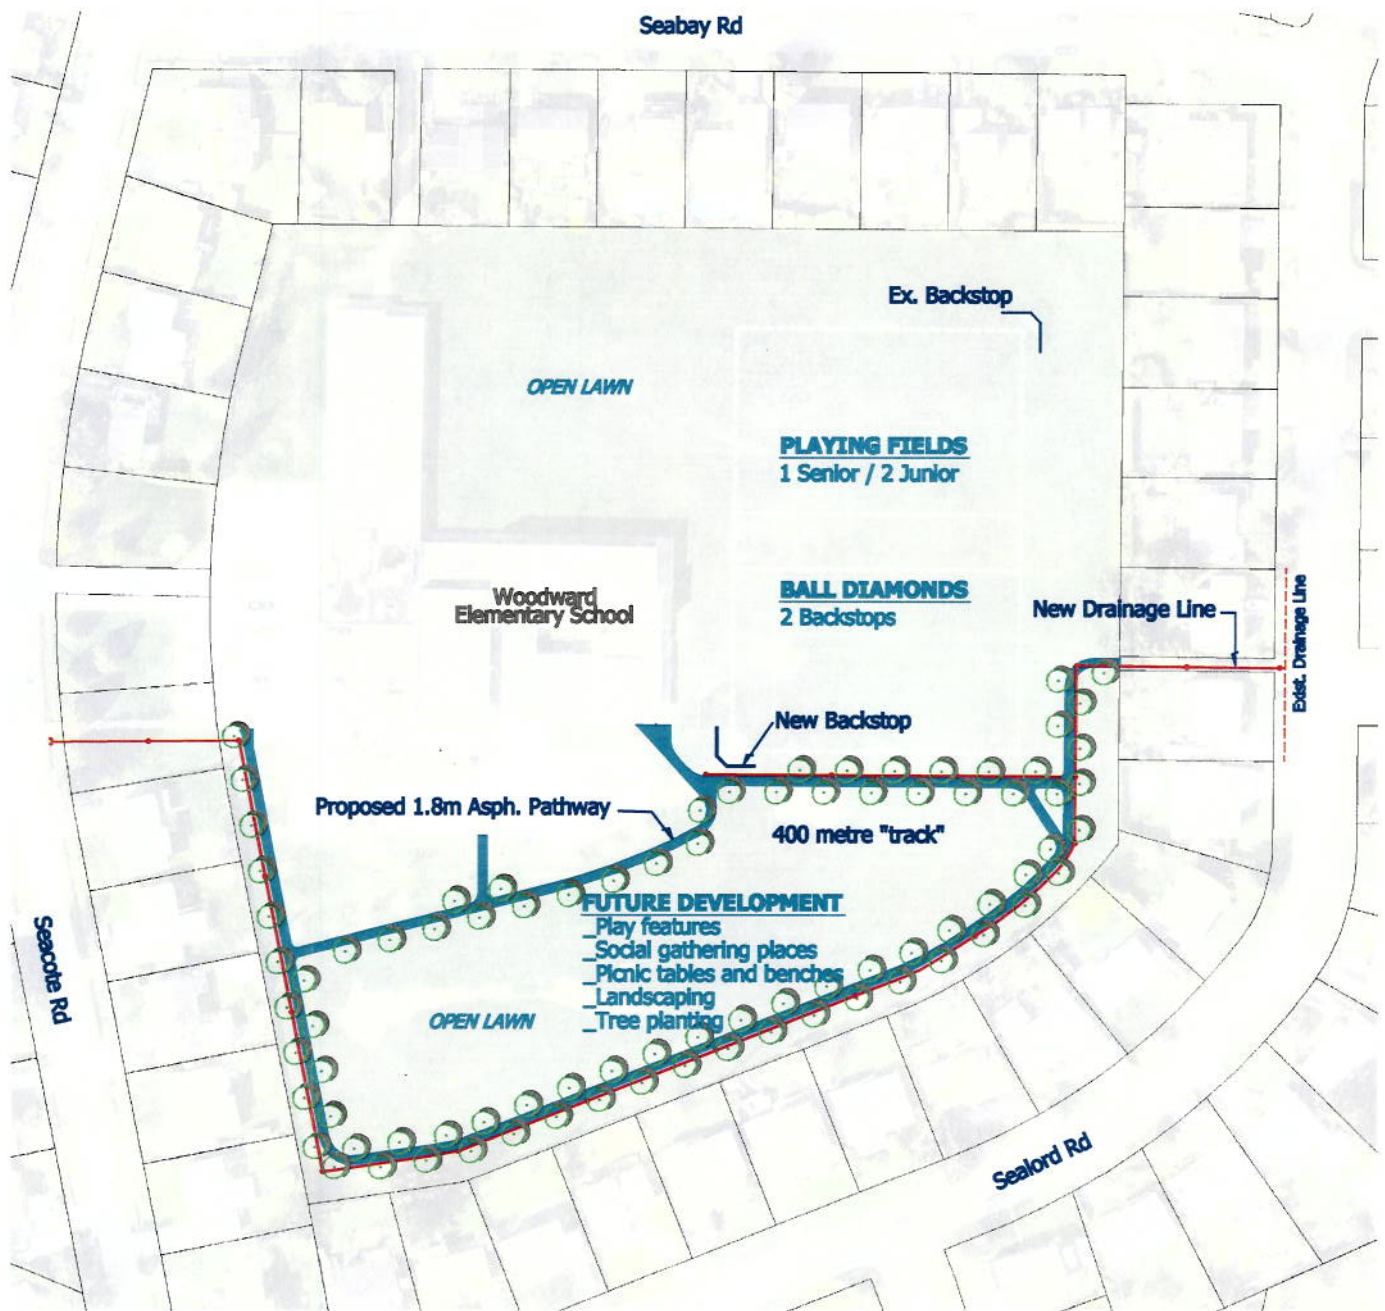 Seabay Rd
Ex. Backstop
OPEN LAWN
PLAYING FIELDS
1 Senior / 2 Junior
Woodward
Elementary School
BALL DIAMONDS
2 Backstops
New Drainage Line
Exist. Drainage Line
New Backstop
Proposed 1.8m Asph. Pathway
400 metre "track"
FUTURE DEVELOPMENT
_Play features
_Social gathering places
_Picnic tables and benches
_Landscaping
_Tree planting
OPEN LAWN
Seacote Rd
Sealord Rd